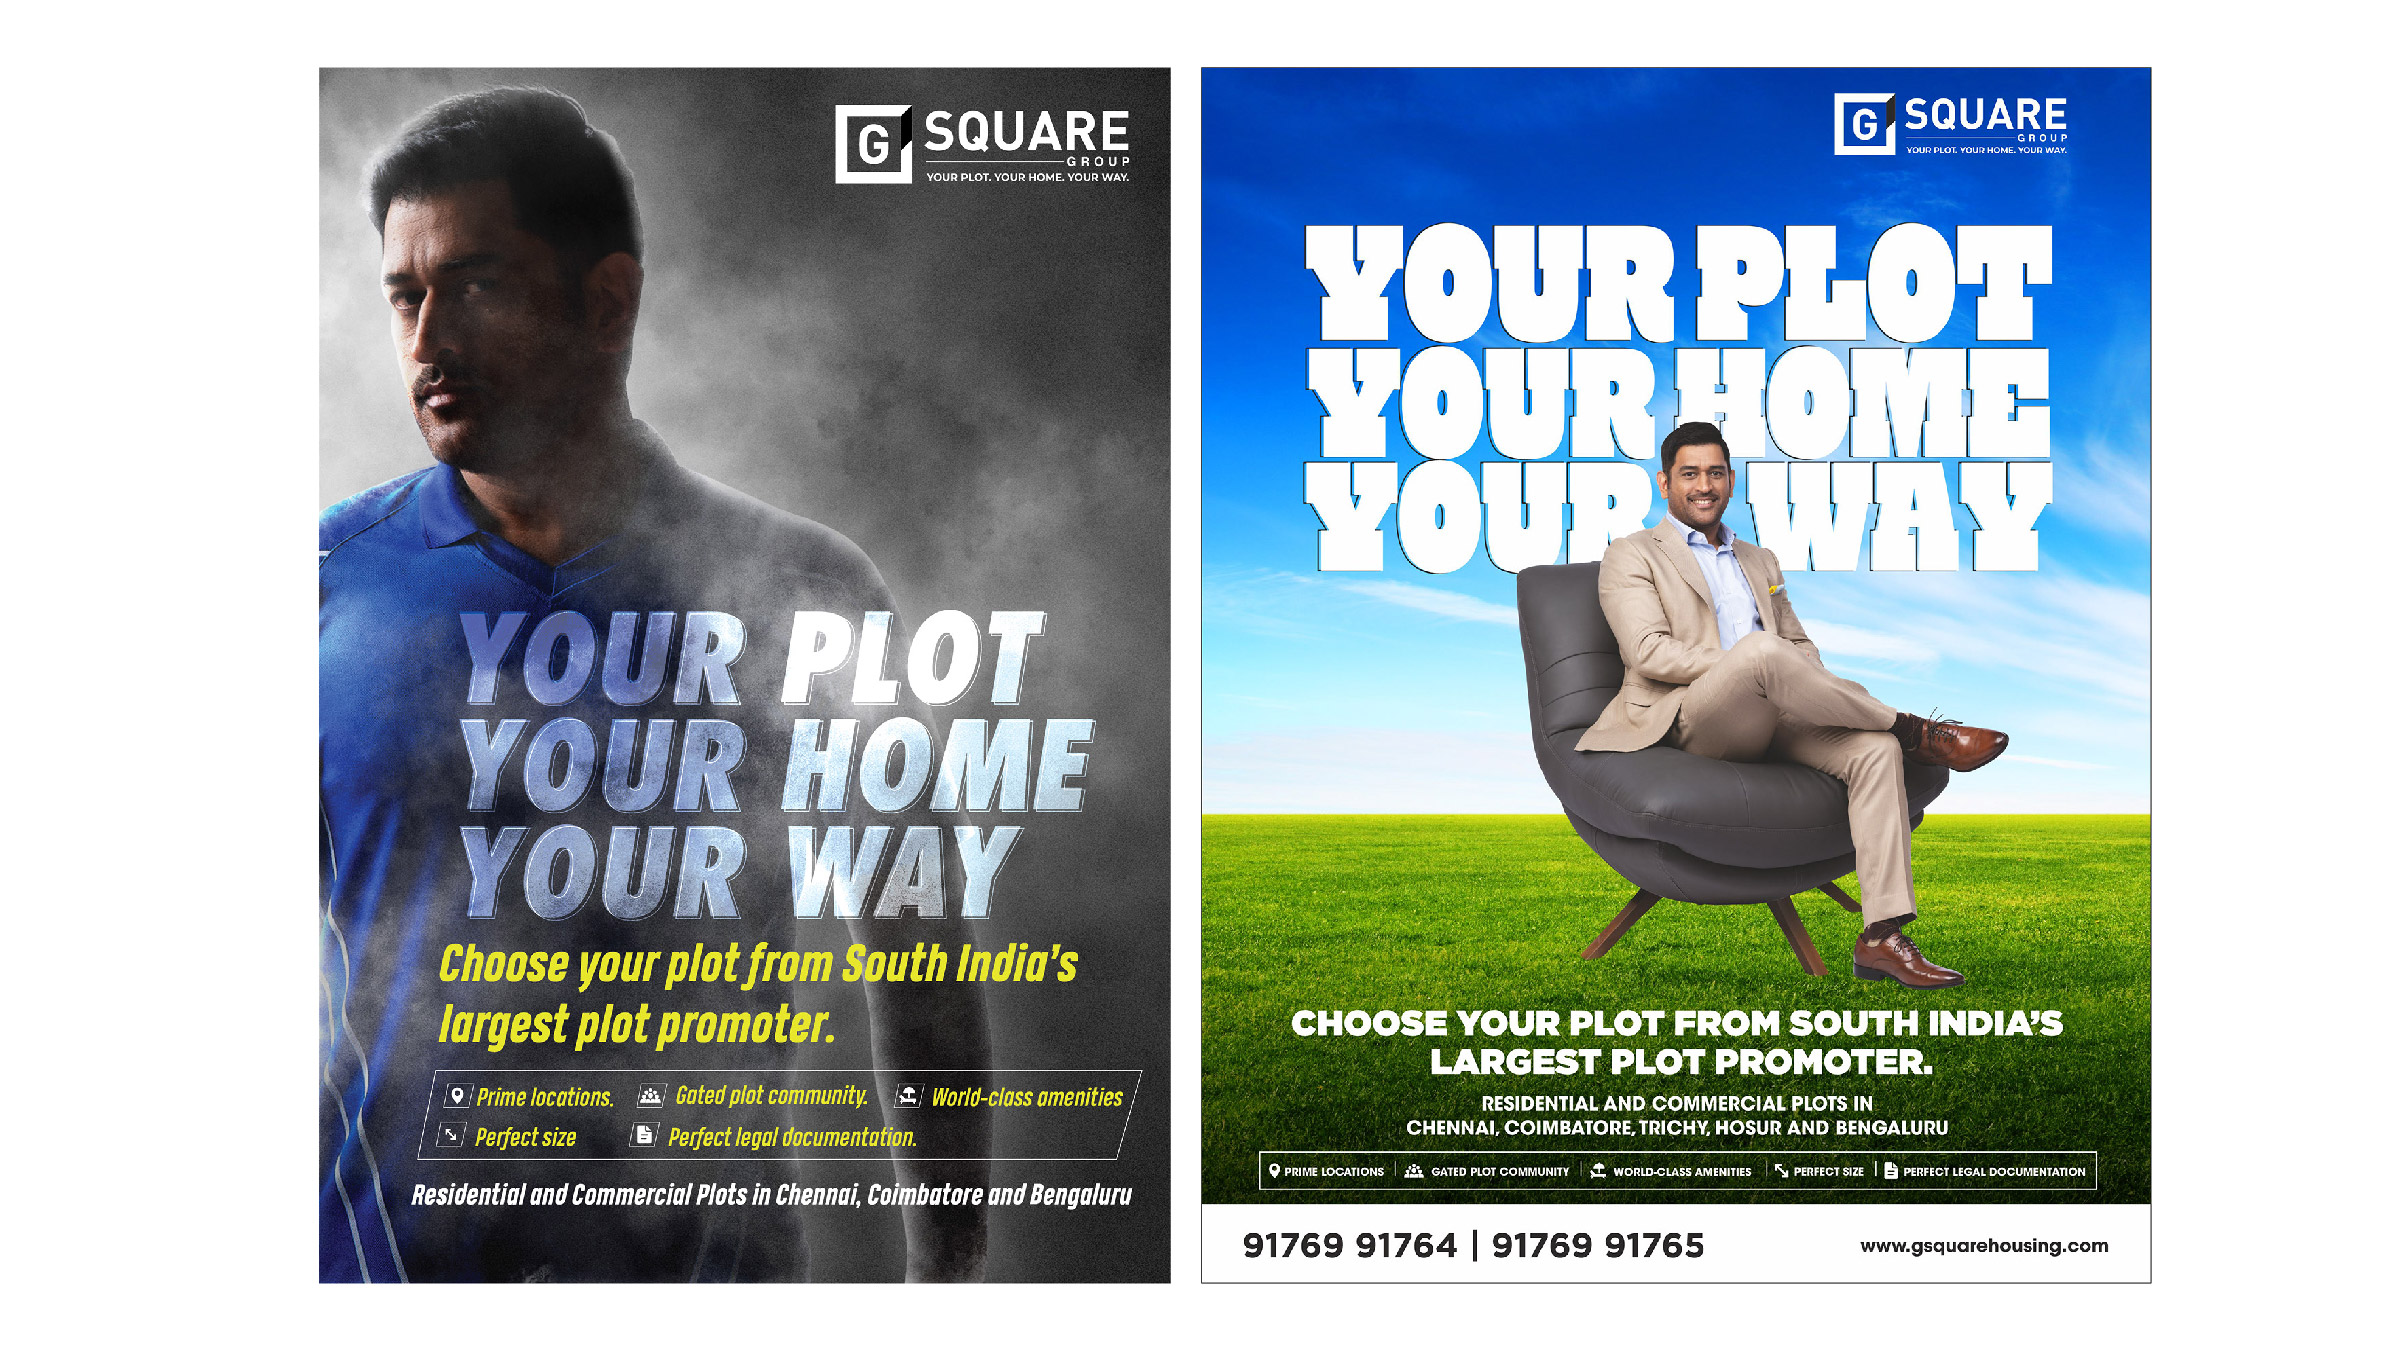 G SQUARE
GROUP
YOUR PLOT. YOUR HOME. YOUR WAY.
YOUR PLOT
YOUR HOME
YOUR WAY
Choose your plot from South India's
largest plot promoter.
Prime locations. Gated plot community. World-class amenities
Perfect size Perfect legal documentation.
Residential and Commercial Plots in Chennai, Coimbatore and Bengaluru
G SQUARE
GROUP
YOUR PLOT. YOUR HOME. YOUR WAY.
YOUR PLOT
YOUR HOME
YOUR WAY
CHOOSE YOUR PLOT FROM SOUTH INDIA'S
LARGEST PLOT PROMOTER.
RESIDENTIAL AND COMMERCIAL PLOTS IN
CHENNAI, COIMBATORE, TRICHY, HOSUR AND BENGALURU
PRIME LOCATIONS | GATED PLOT COMMUNITY | WORLD-CLASS AMENITIES | PERFECT SIZE | PERFECT LEGAL DOCUMENTATION
91769 91764 | 91769 91765 www.gsquarehousing.com